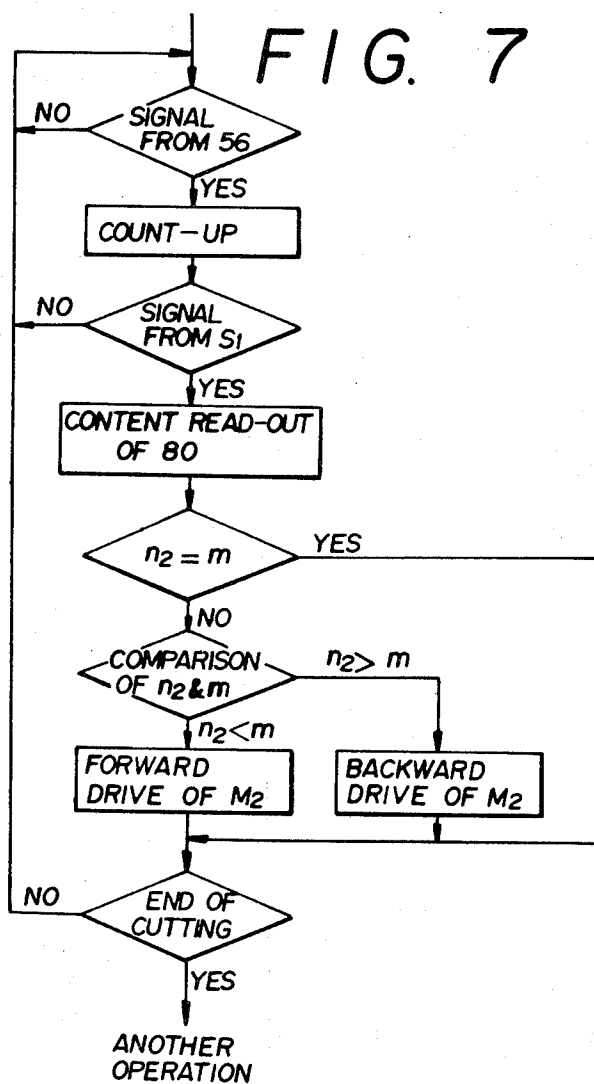 FIG. 7
NO
SIGNAL
FROM 56
YES
COUNT-UP
NO
SIGNAL
FROM S1
YES
CONTENT READ-OUT
OF 80
n2 = m
YES
NO
COMPARISON
OF n2 & m
n2 > m
n2 < m
FORWARD
DRIVE OF M2
BACKWARD
DRIVE OF M2
NO
END OF
CUTTING
YES
ANOTHER
OPERATION